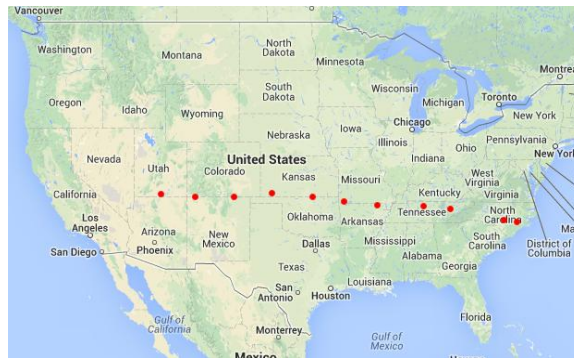 Vancouver
Washington
Montana
North
Dakota
Minnesota
Montrea
Oregon
Idaho
South
Dakota
Wisconsin
Michigan
Toronto
Wyoming
Chicago
New York
Nebraska
Iowa
Illinois
Indiana
Ohio
Pennsylvania
New York
Nevada
Utah
Colorado
United States
Kansas
Missouri
West
Virginia
Kentucky
Virginia
California
Los
Angeles
Arizona
Phoenix
New
Mexico
Oklahoma
Arkansas
Tennessee
North
Carolina
Ma
San Diego
Dallas
Mississippi
South
Carolina
District of
Columbia
Texas
Alabama
Georgia
San
Antonio
Houston
Louisiana
Gulf of
California
Monterrey
Florida
Gulf of
Mexico
Mexico